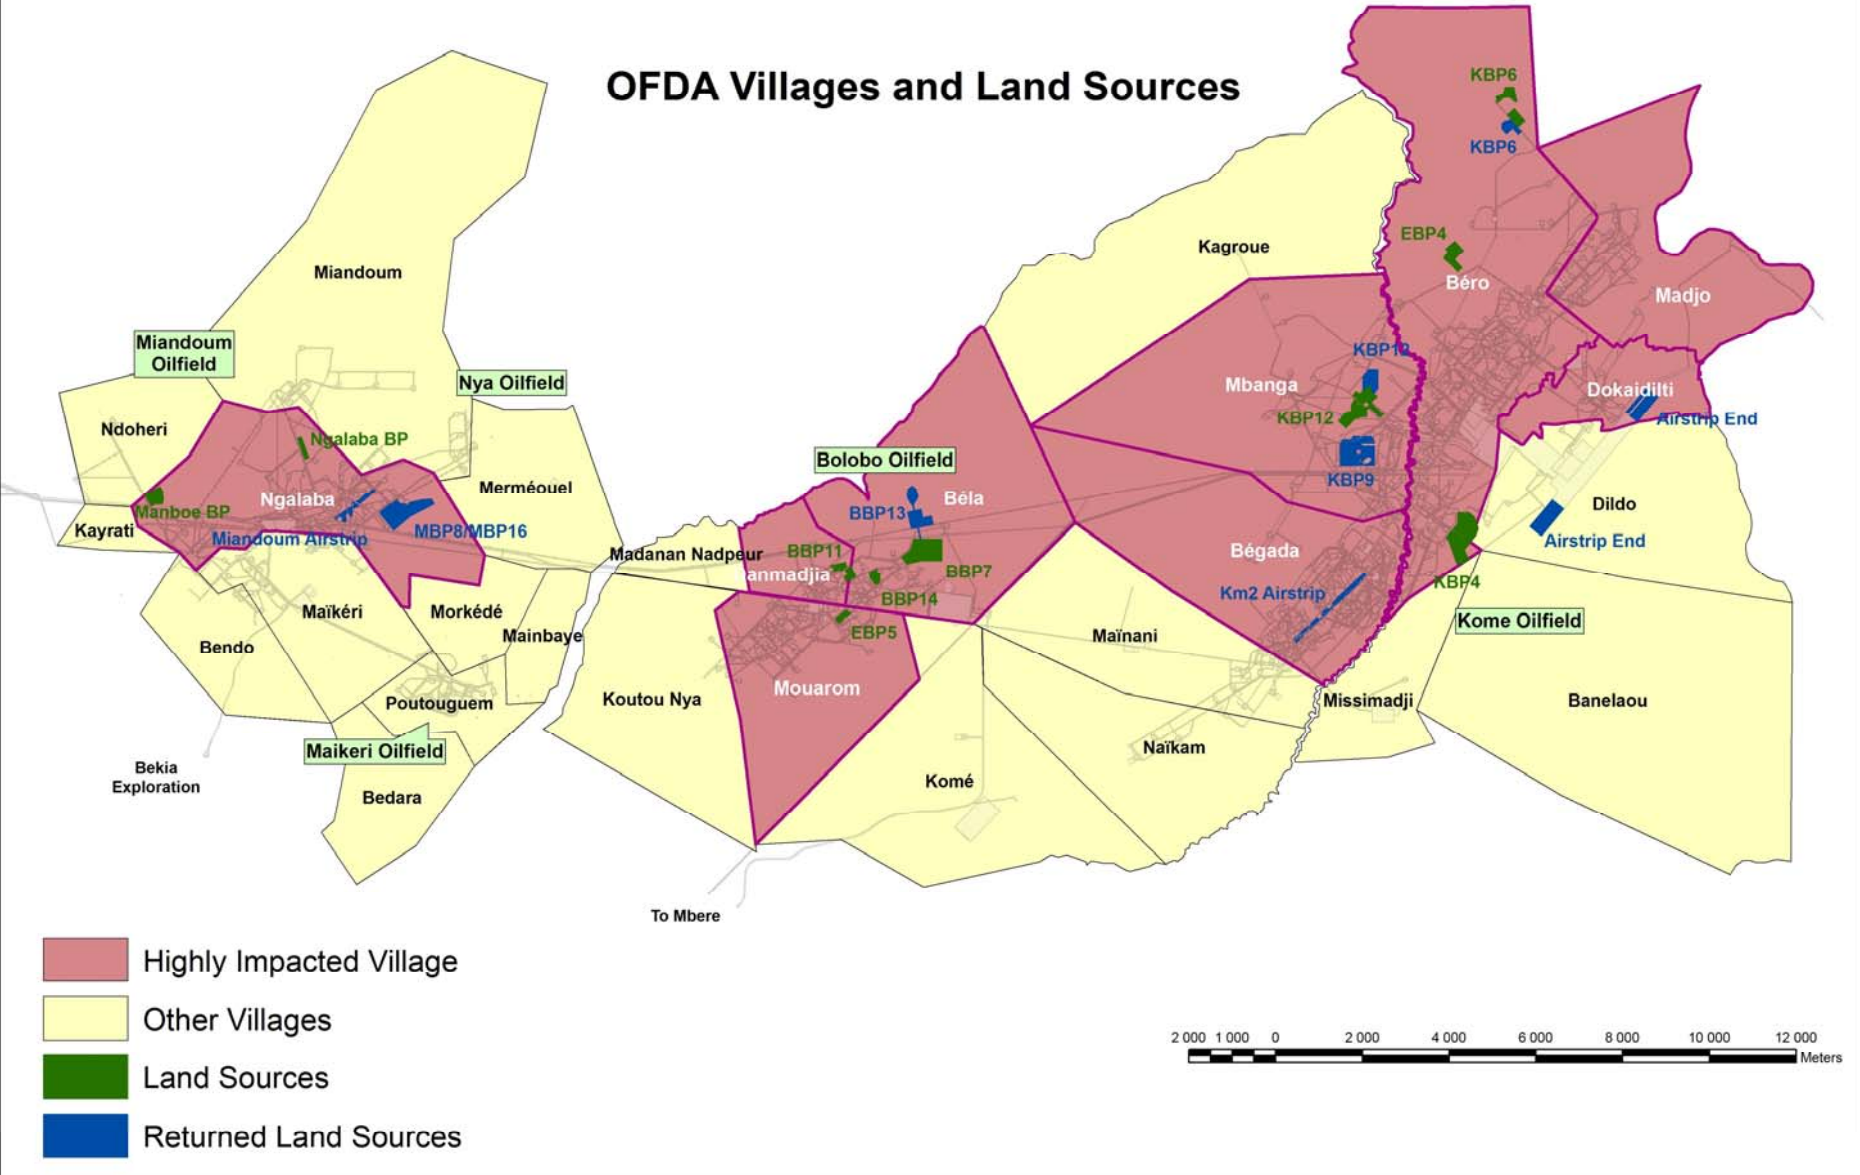 OFDA Villages and Land Sources
KBP6
KBP6
EBP4
Béro
Madjo
Kagroue
Miandoum
Miandoum
Oilfield
Nya Oilfield
KBP12
Mbanga
KBP12
KBP9
Dokaidilti
Airstrip End
Ndoheri
Ngalaba BP
Bolobo Oilfield
Merméouel
Ngalaba
Manboe BP
Kayrati
Miandoum Airstrip
MBP8/MBP16
Béla
BBP13
Dildo
Airstrip End
Madanan Nadpeur
BBP11
anmadjia
BBP7
BBP14
EBP5
Bégada
Km2 Airstrip
KBP4
Kome Oilfield
Maïkéri
Morkédé
Mainbaye
Bendo
Maïnani
Koutou Nya
Mouarom
Poutouguem
Missimadji
Banelaou
Maikeri Oilfield
Naïkam
Komé
Bekia
Exploration
Bedara
To Mbere
Highly Impacted Village
Other Villages
Land Sources
Returned Land Sources
2 000 1 000 0 2 000 4 000 6 000 8 000 10 000 12 000
Meters